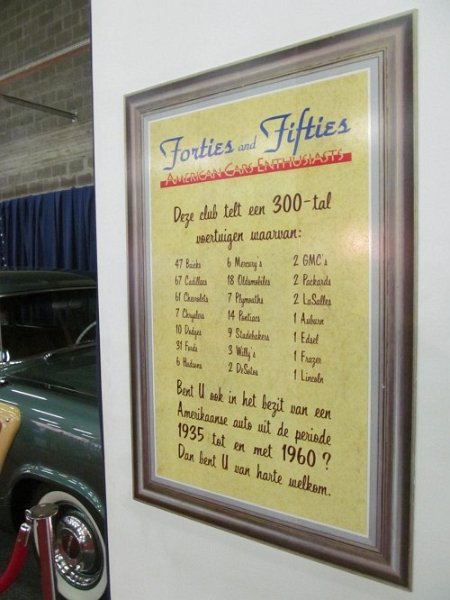 Forties and Fifties
AMERICAN CARS ENTHUSIASTS
Deze club telt een 300-tal
voertuigen waarvan:
47 Buicks 6 Mercury's 2 GMC's
67 Cadillacs 18 Oldsmobiles 2 Packards
61 Chevrolets 7 Plymouths 2 LaSalles
7 Chryslers 14 Pontiacs 1 Auburn
10 Dodges 9 Studebakers 1 Edsel
31 Fords 3 Willy's 1 Frazer
6 Hudsons 2 DeSotos 1 Lincoln
Bent U ook in het bezit van een
Amerikaanse auto uit de periode
1935 tot en met 1960 ?
Dan bent U van harte welkom.